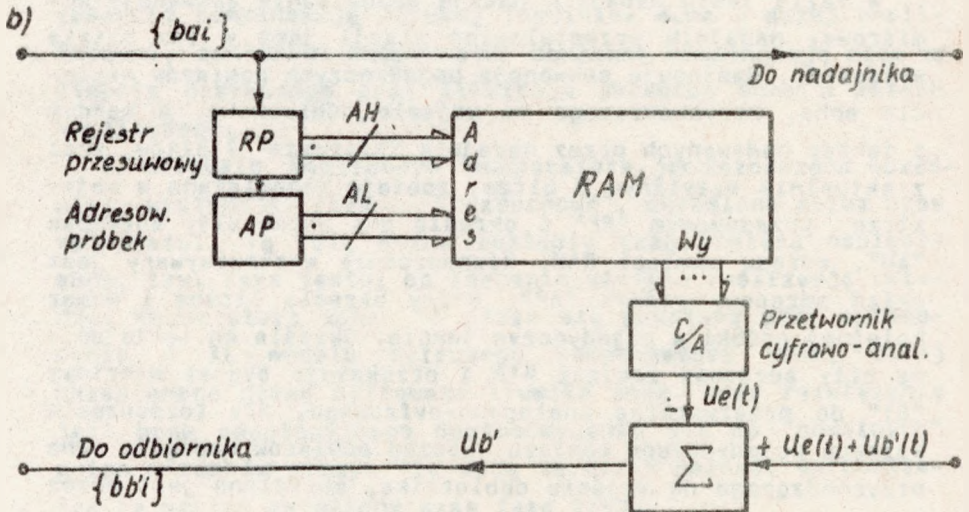 b)
{bai}
Do nadajnika
Rejestr
przesuwowy
RP
AH
Adres
RAM
Adresow.
próbek
AP
AL
Wy
...
C/A
Przetwornik
cyfrowo-anal.
- Ue(t)
Do odbiornika
{bb'i}
Ub'
Σ
+ Ue(t)+Ub'(t)